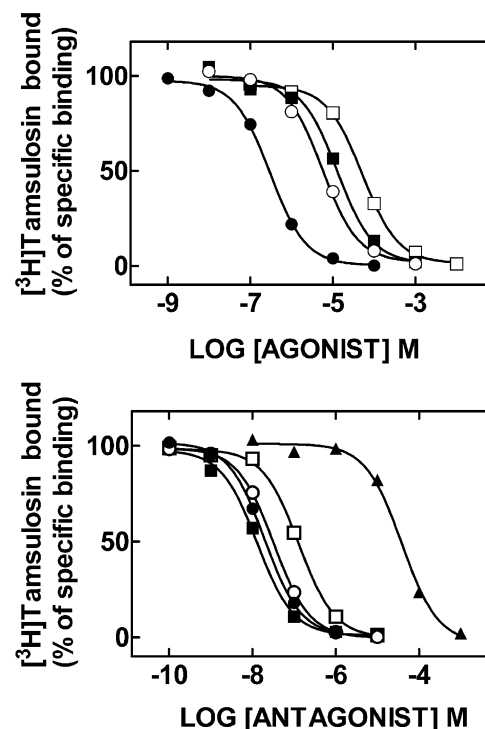 [³H]Tamsulosin bound
(% of specific binding)
100
50
0
-9 -7 -5 -3
LOG [AGONIST] M
[³H]Tamsulosin bound
(% of specific binding)
100
50
0
-10 -8 -6 -4
LOG [ANTAGONIST] M